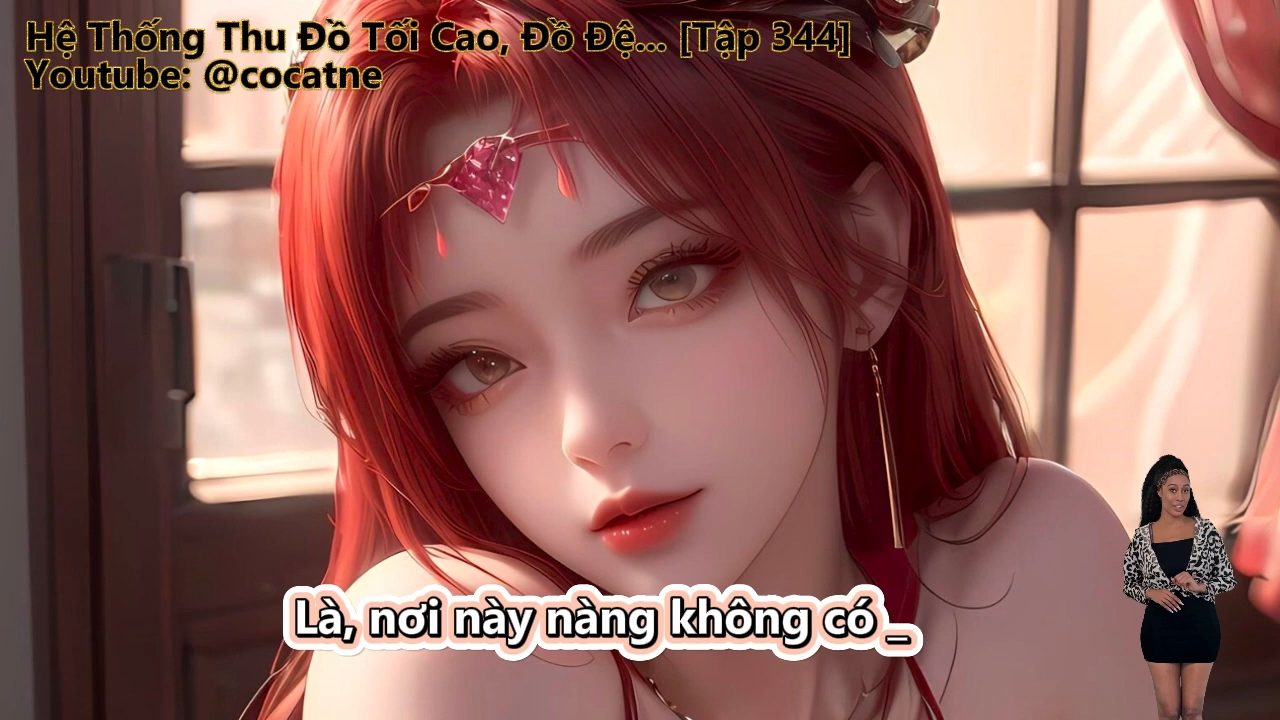 Hệ Thống Thu Đồ Tối Cao, Đồ Đệ... [Tập 344]
Youtube: @cocatne
Là, nơi này nàng không có _